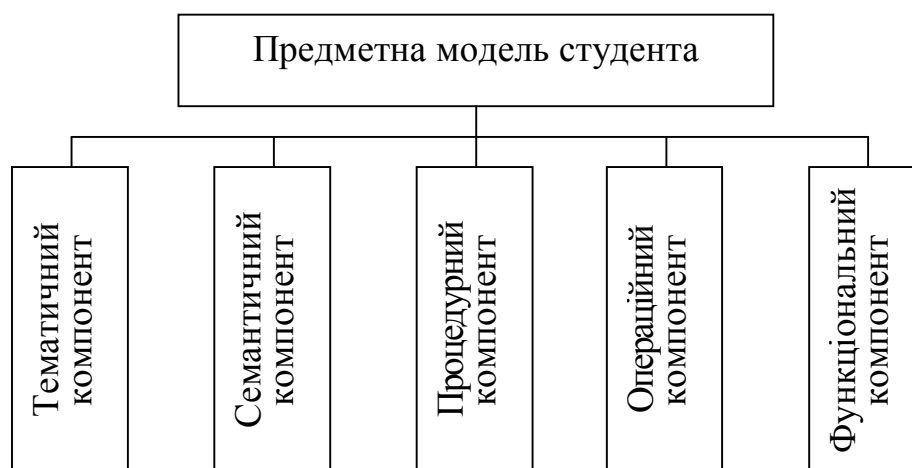 Предметна модель студента
Тематичний
компонент
Семантичний
компонент
Процедурний
компонент
Операційний
компонент
Функціональний
компонент